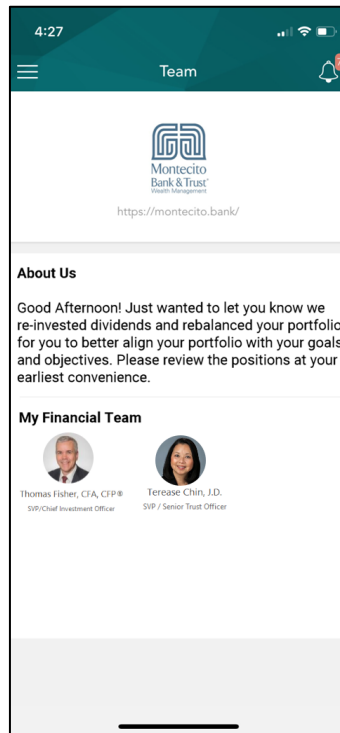 4:27
Team
Montecito
Bank & Trust
Wealth Management
https://montecito.bank/
About Us
Good Afternoon! Just wanted to let you know we
re-invested dividends and rebalanced your portfolio
for you to better align your portfolio with your goals
and objectives. Please review the positions at your
earliest convenience.
My Financial Team
Thomas Fisher, CFA, CFP®
Terease Chin, J.D.
SVP/Chief Investment Officer
SVP / Senior Trust Officer